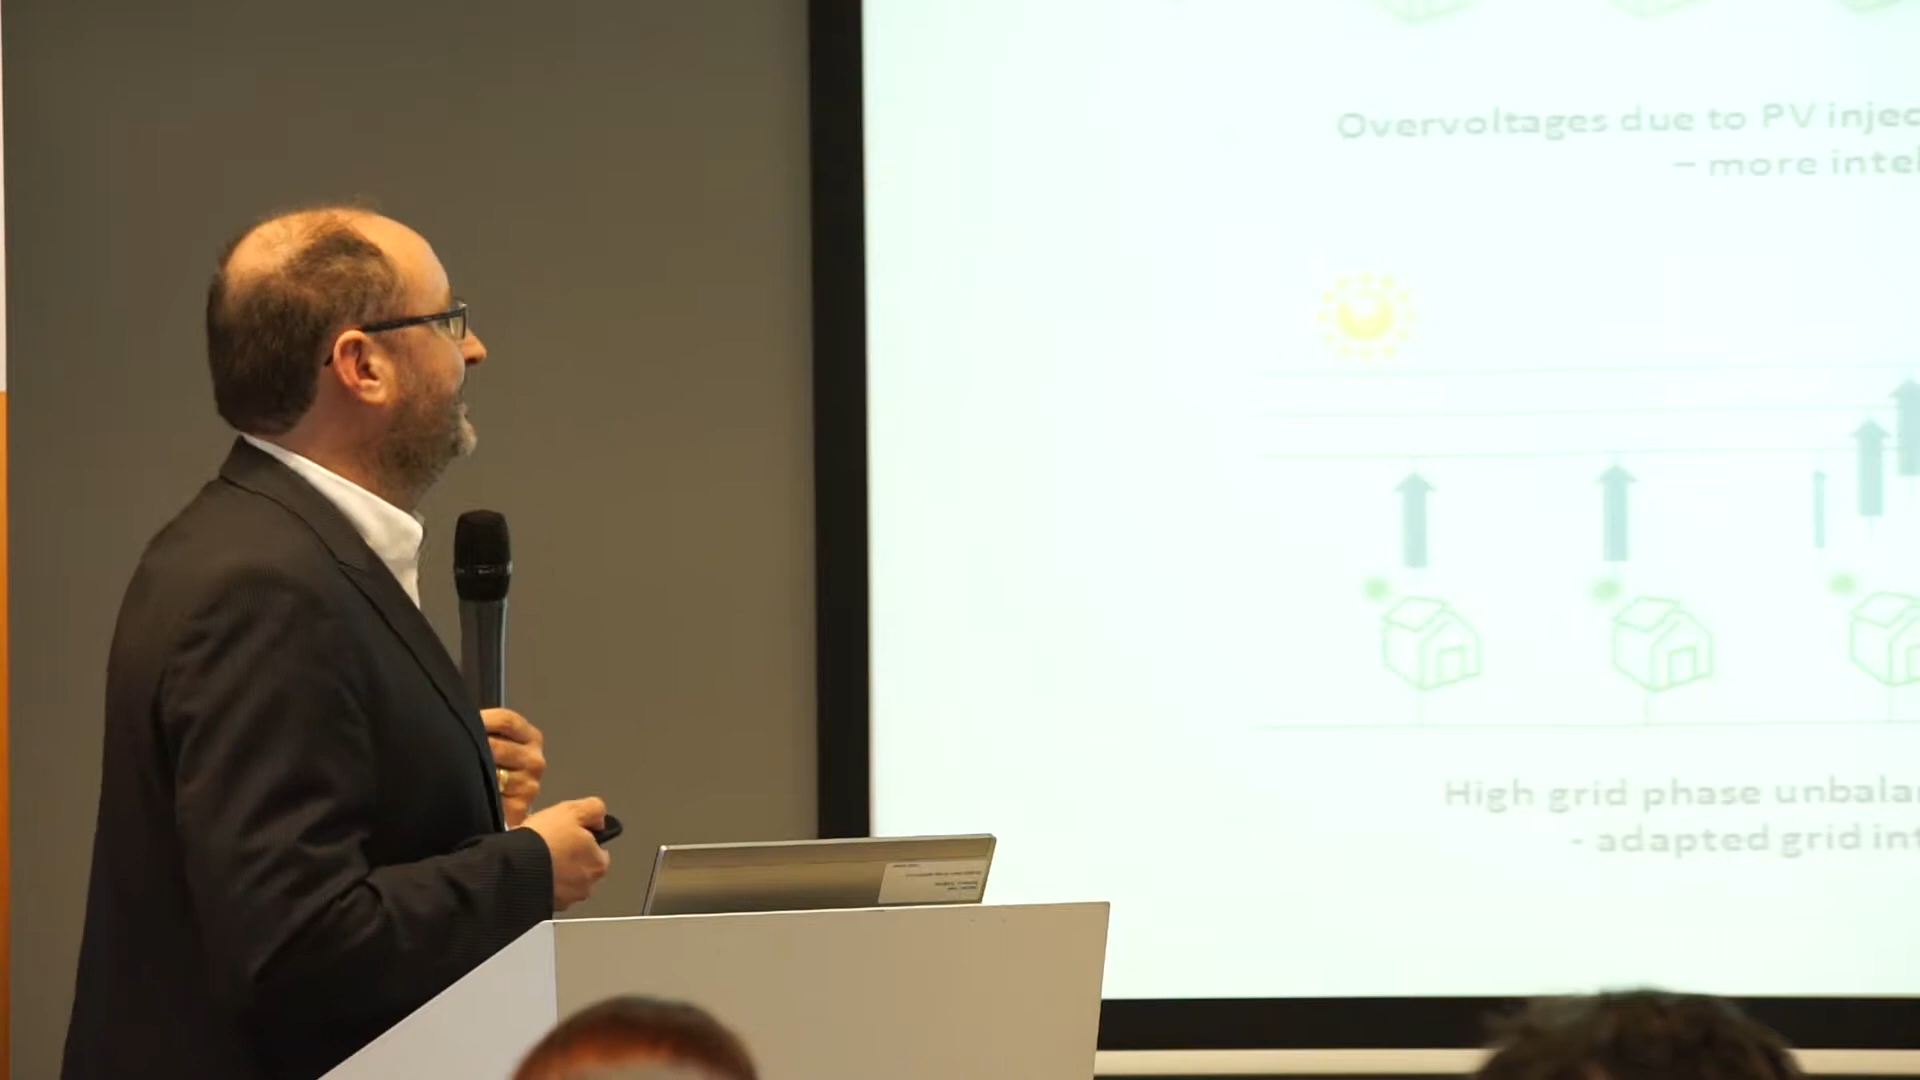 Overvoltages due to PV injec
– more intel
High grid phase unbala
- adapted grid int